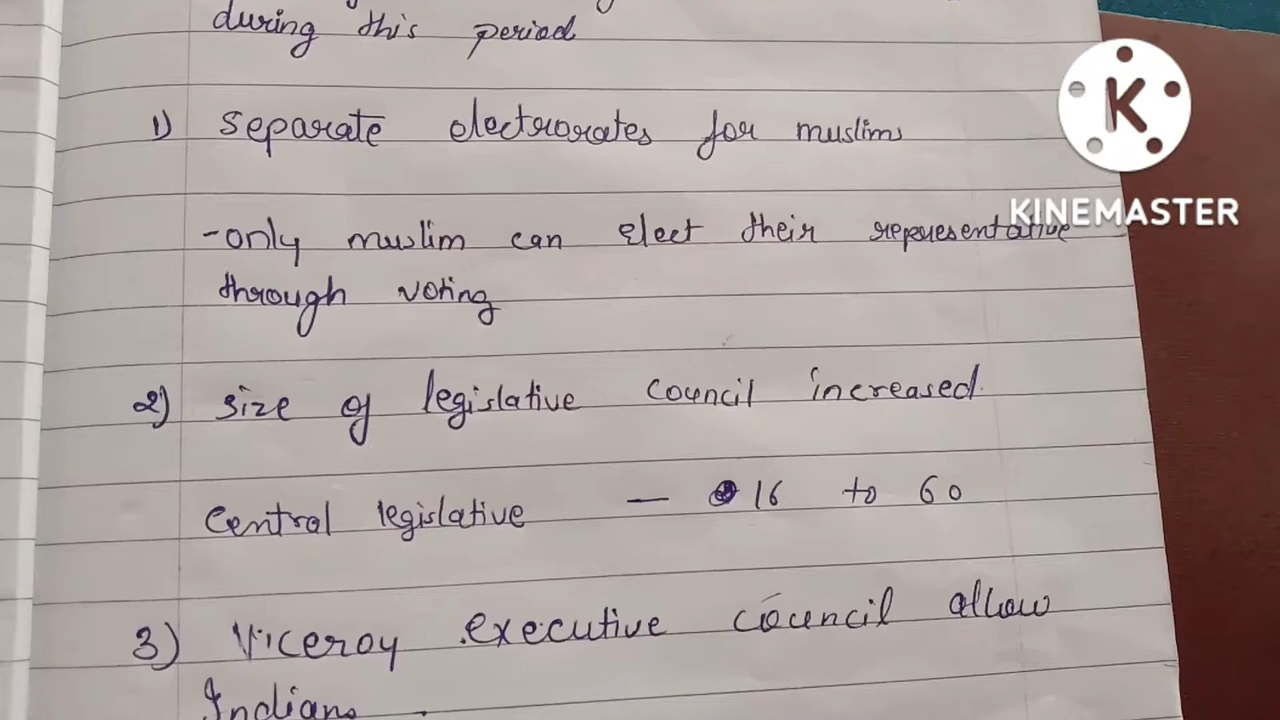 during this period
1) Separate electrorates for muslims
- only muslim can elect their representative
through voting
2) Size of legislative council increased.
Central legislative — 16 to 60
3) Viceroy executive council allow
Indians
K
KINEMASTER